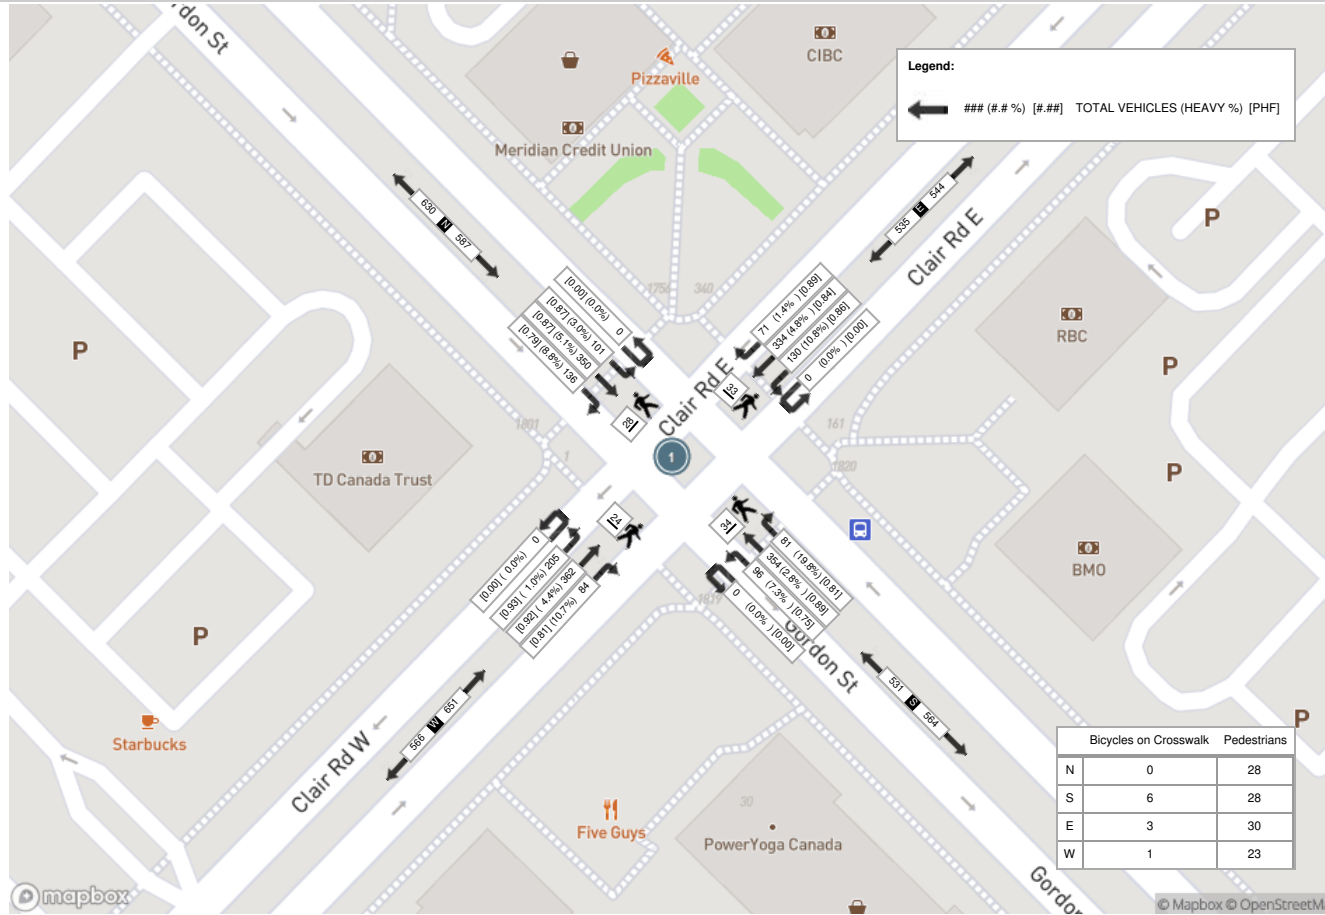 Gordon St
CIBC
Pizzaville
Meridian Credit Union
Legend:
### (#.# %) [#.##] TOTAL VEHICLES (HEAVY %) [PHF]
630 N 587
535 E 544
Clair Rd E
P
RBC
P
1756
340
[0.00] (0.0%) 0
[0.87] (3.0%) 101
[0.87] (5.1%) 350
[0.79] (8.8%) 136
71 (1.4% ) [0.89]
334 (4.8% ) [0.84]
130 (10.8%) [0.86]
0 (0.0% ) [0.00]
P
28
33
Clair Rd E
1801
1
1
161
1820
TD Canada Trust
P
24
34
BMO
[0.00] ( 0.0%) 0
[0.93] ( 1.0%) 205
[0.92] ( 4.4%) 362
[0.81] (10.7%) 84
81 (19.8%) [0.81]
354 (2.8% ) [0.89]
96 (7.3% ) [0.75]
0 (0.0% ) [0.00]
1819
Gordon St
P
566 W 651
531 S 564
P
Starbucks
Clair Rd W
Five Guys
30
PowerYoga Canada
Bicycles on Crosswalk Pedestrians
N 0 28
S 6 28
E 3 30
W 1 23
Gordon
mapbox
© Mapbox © OpenStreetM